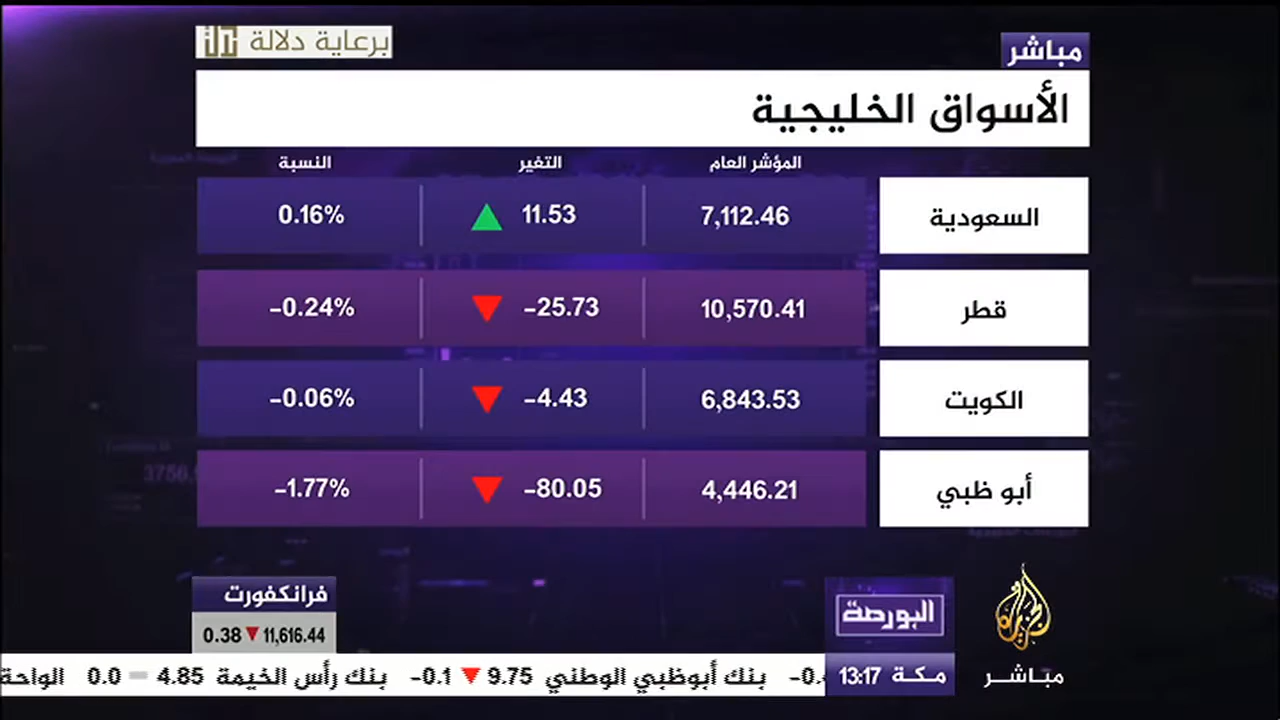 مباشر
برعاية دلالة
الأسواق الخليجية
المؤشر العام التغير النسبة
السعودية 7,112.46 11.53 0.16%
قطر 10,570.41 -25.73 -0.24%
الكويت 6,843.53 -4.43 -0.06%
أبو ظبي 4,446.21 -80.05 -1.77%
الجزيرة
مباشر
البورصة
مكة 13:17
فرانكفورت
11,616.44 0.38
بنك أبوظبي الوطني 9.75 -0.1 بنك رأس الخيمة 4.85 0.0 الواحة